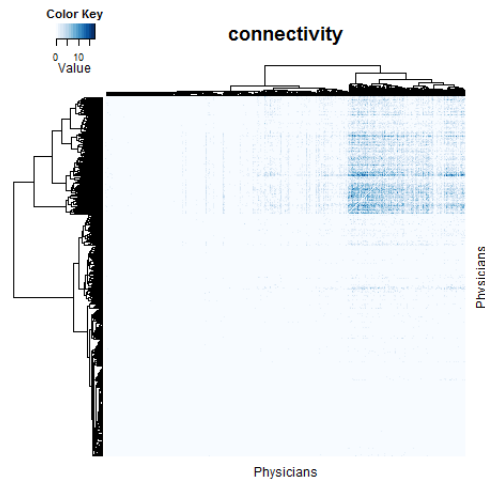 Color Key
0 10
Value
connectivity
Physicians
Physicians